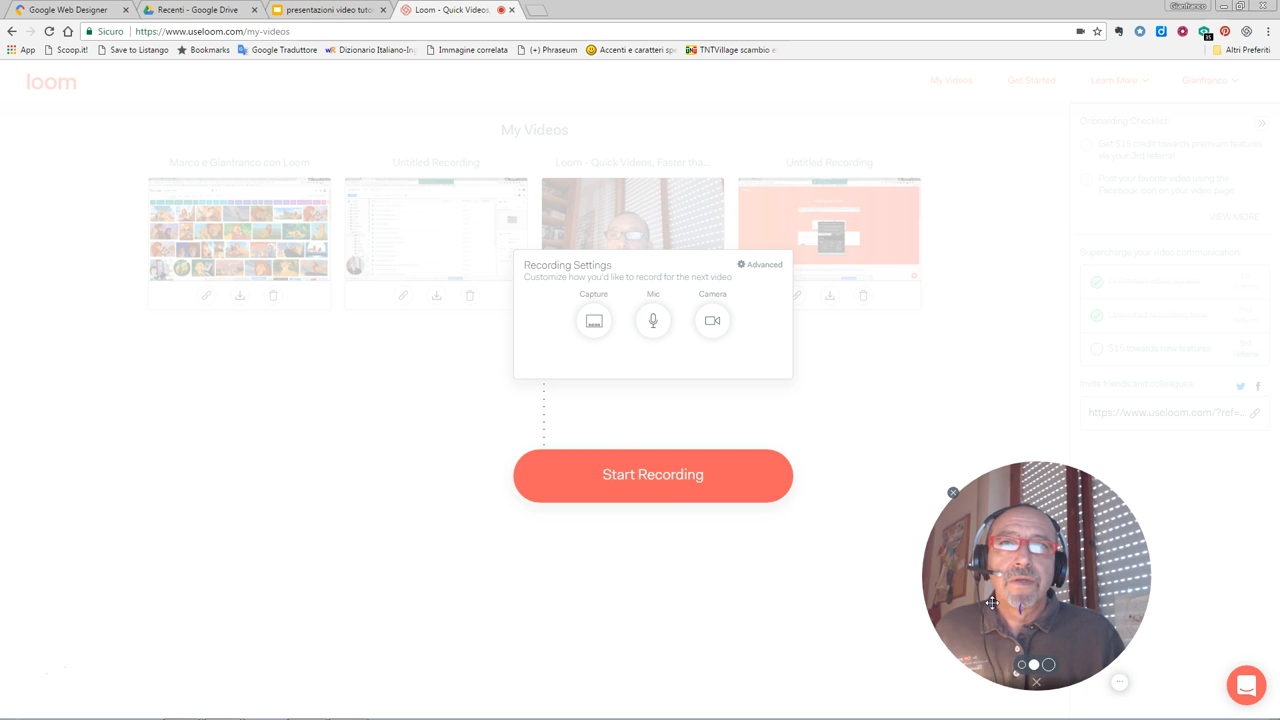 Google Web Designer
Recenti - Google Drive
presentazioni video tuto
Loom - Quick Videos,
Gianfranco
Sicuro
https://www.useloom.com/my-videos
App
Scoop.it!
Save to Listango
Bookmarks
Google Traduttore
Dizionario Italiano-Ing
Immagine correlata
(+) Phraseum
Accenti e caratteri spe
TNTVillage scambio e
Altri Preferiti
loom
My Videos
Get Started
Learn More
Gianfranco
My Videos
Onboarding Checklist:
Get $15 credit towards premium features
via your 3rd referral!
Post your favorite video using the
Facebook icon on your video page
VIEW MORE
Marco e Gianfranco con Loom
Untitled Recording
Loom - Quick Videos, Faster tha...
Untitled Recording
Supercharge your video communication:
$15 towards new features
Invite friends and colleagues:
https://www.useloom.com/?ref=...
Recording Settings
Advanced
Customize how you'd like to record for the next video
Capture
Mic
Camera
Start Recording